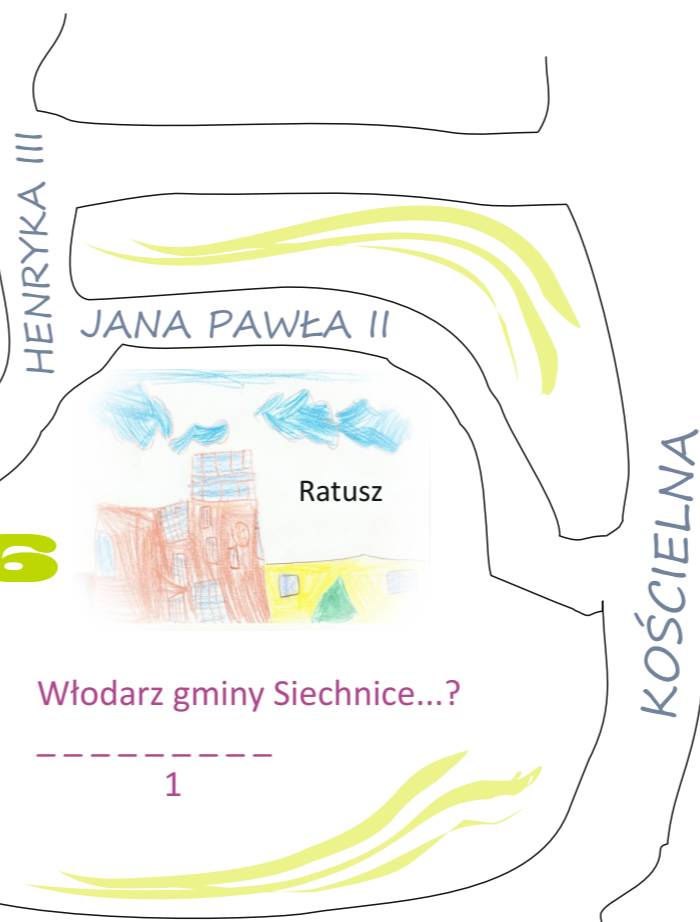 HENRYKA III
JANA PAWŁA II
Ratusz
KOŚCIELNA
6
Włodarz gminy Siechnice...?
_ _ _ _ _ _ _ _ _
1